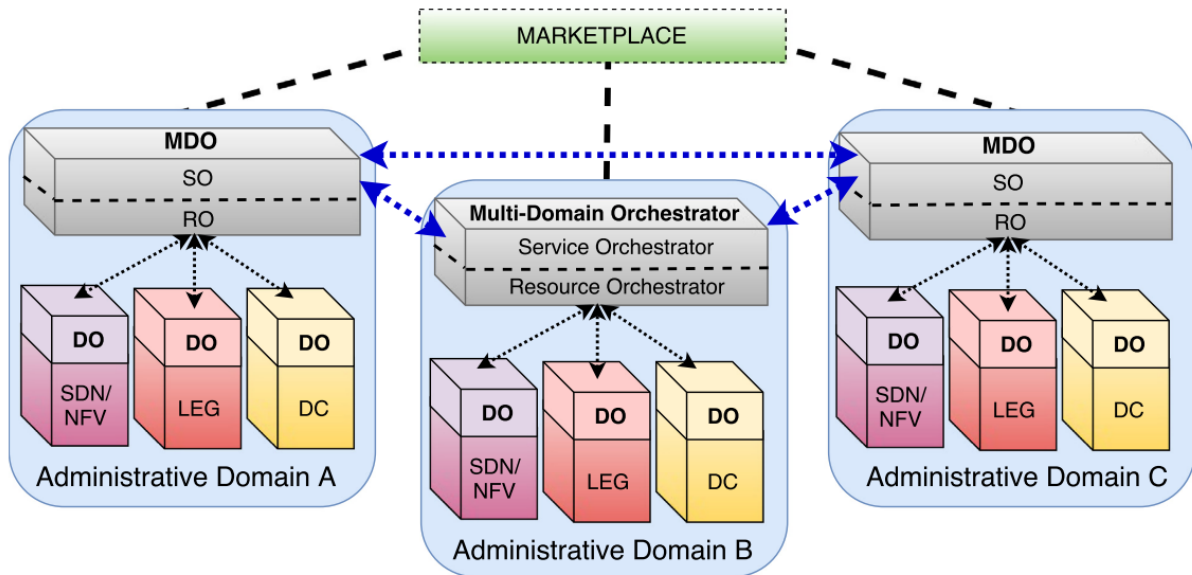 MARKETPLACE
MDO
SO
RO
DO
SDN/
NFV
DO
LEG
DO
DC
Administrative Domain A
Multi-Domain Orchestrator
Service Orchestrator
Resource Orchestrator
DO
SDN/
NFV
DO
LEG
DO
DC
Administrative Domain B
MDO
SO
RO
DO
SDN/
NFV
DO
LEG
DO
DC
Administrative Domain C